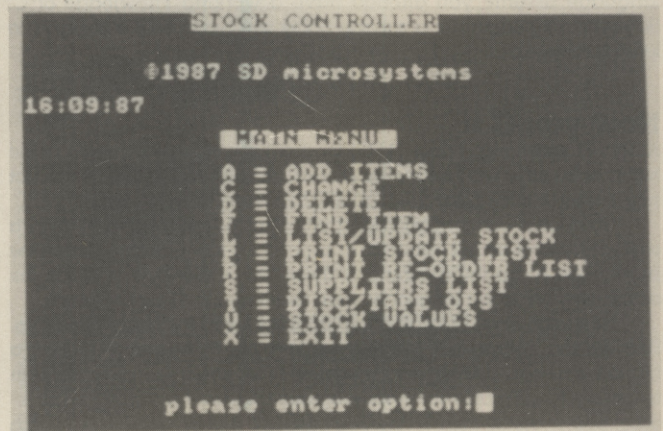 STOCK CONTROLLER
©1987 SD microsystems
16:09:87
MAIN MENU
A = ADD ITEMS
C = CHANGE
D = DELETE
F = FIND ITEM
L = LIST/UPDATE STOCK
P = PRINT STOCK LIST
R = PRINT RE-ORDER LIST
S = SUPPLIERS LIST
T = DISC/TAPE OPS
V = STOCK VALUES
X = EXIT
please enter option: